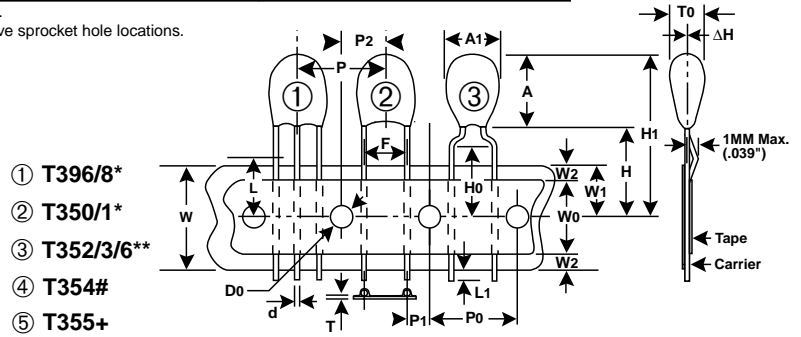 ve sprocket hole locations.
P2
P
A1
T0
ΔH
① ② ③
A
H1
F
H
1MM Max.
(.039")
① T396/8*
② T350/1*
③ T352/3/6**
④ T354#
⑤ T355+
W
L
H0
W2
W1
W0
W2
Tape
Carrier
D0
d
T
P1
P0
L1